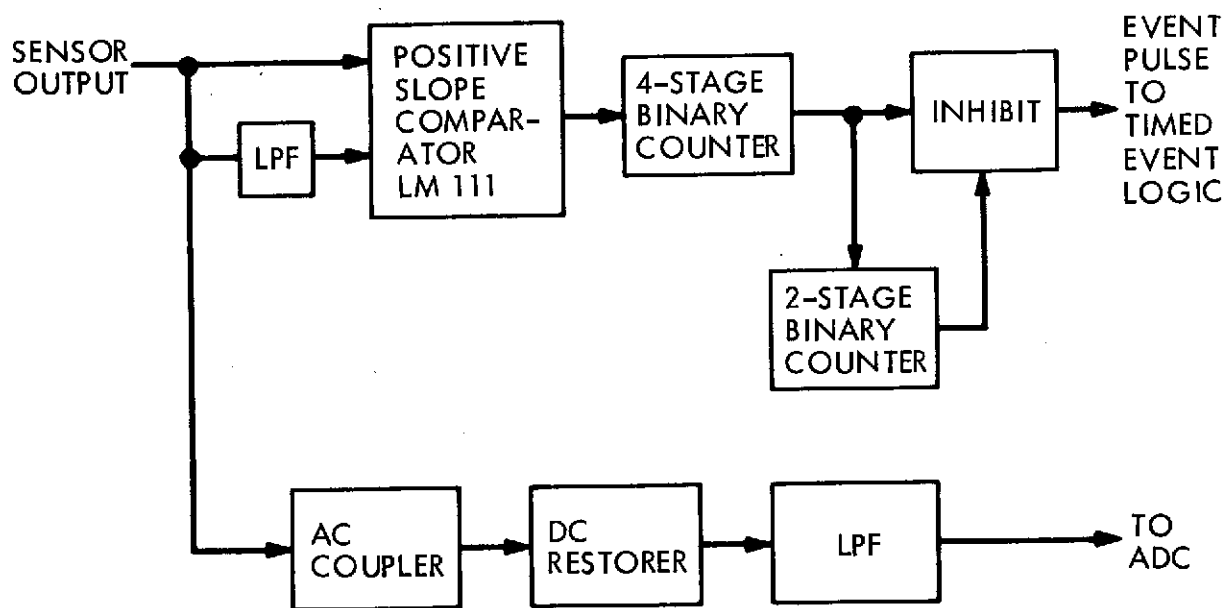 SENSOR
OUTPUT
LPF
POSITIVE
SLOPE
COMPAR-
ATOR
LM 111
4-STAGE
BINARY
COUNTER
INHIBIT
EVENT
PULSE
TO
TIMED
EVENT
LOGIC
2-STAGE
BINARY
COUNTER
AC
COUPLER
DC
RESTORER
LPF
TO
ADC